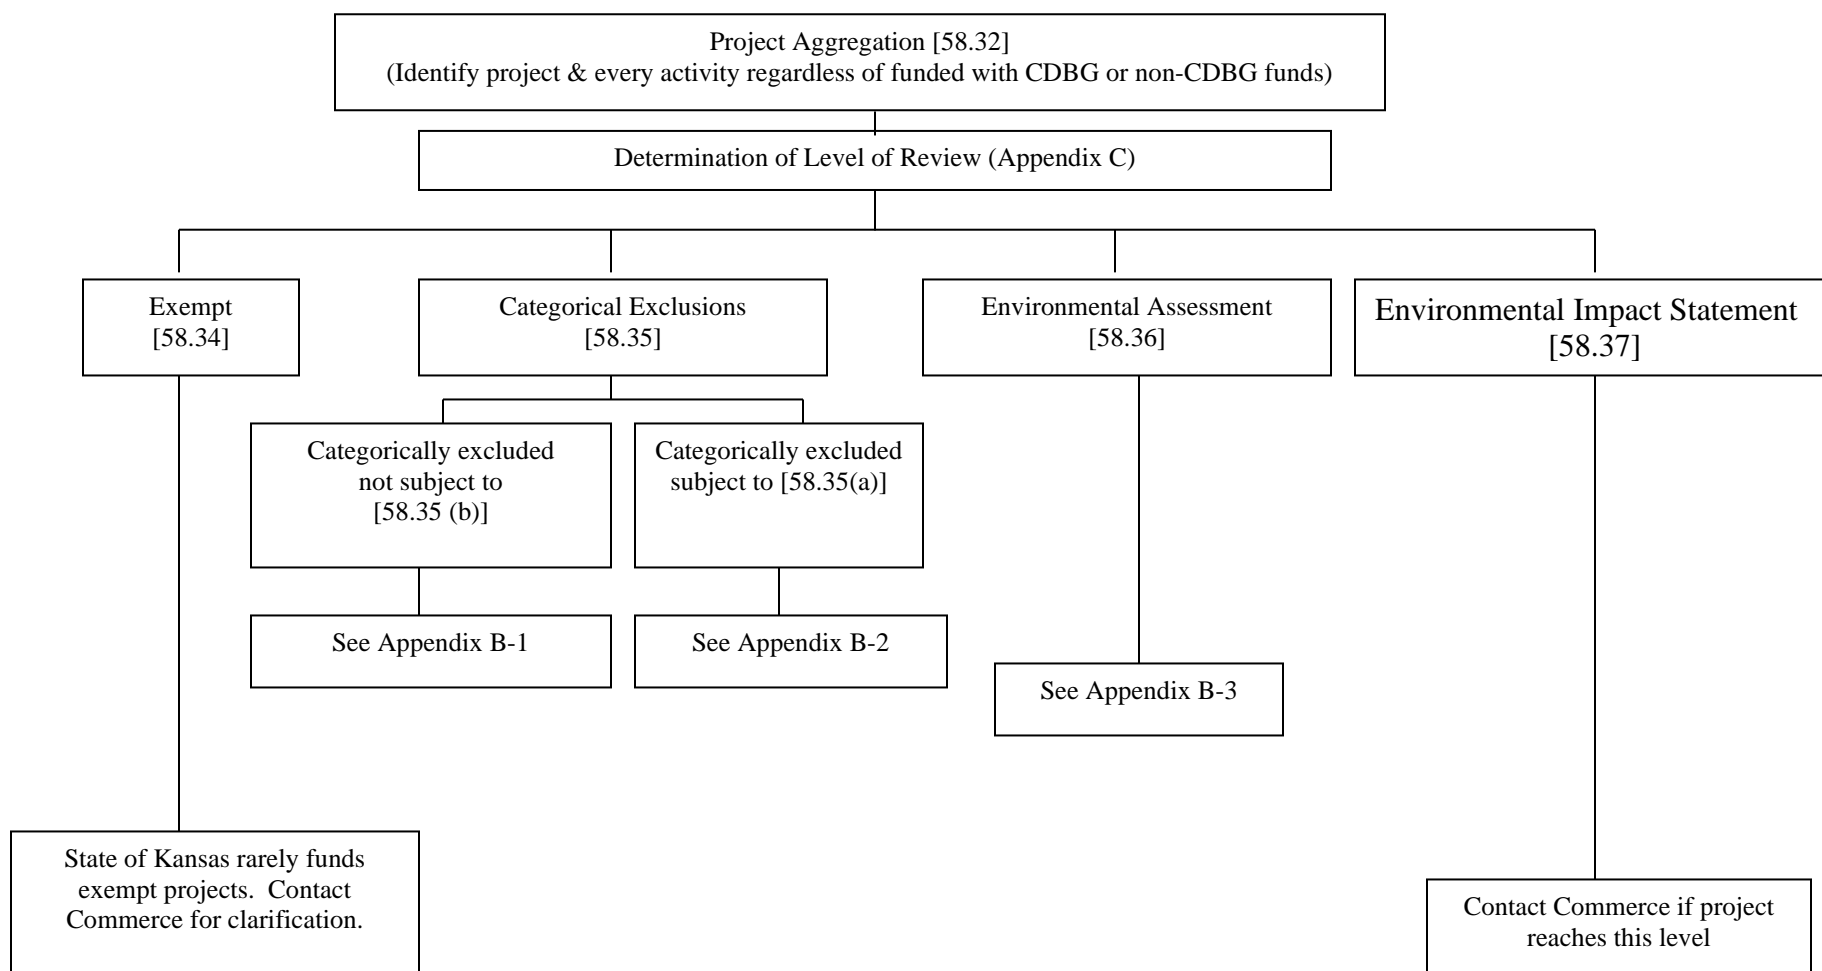 Project Aggregation [58.32]
(Identify project & every activity regardless of funded with CDBG or non-CDBG funds)
Determination of Level of Review (Appendix C)
Exempt
[58.34]
Categorical Exclusions
[58.35]
Environmental Assessment
[58.36]
Environmental Impact Statement
[58.37]
Categorically excluded
not subject to
[58.35 (b)]
Categorically excluded
subject to [58.35(a)]
See Appendix B-1
See Appendix B-2
See Appendix B-3
State of Kansas rarely funds
exempt projects.  Contact
Commerce for clarification.
Contact Commerce if project
reaches this level